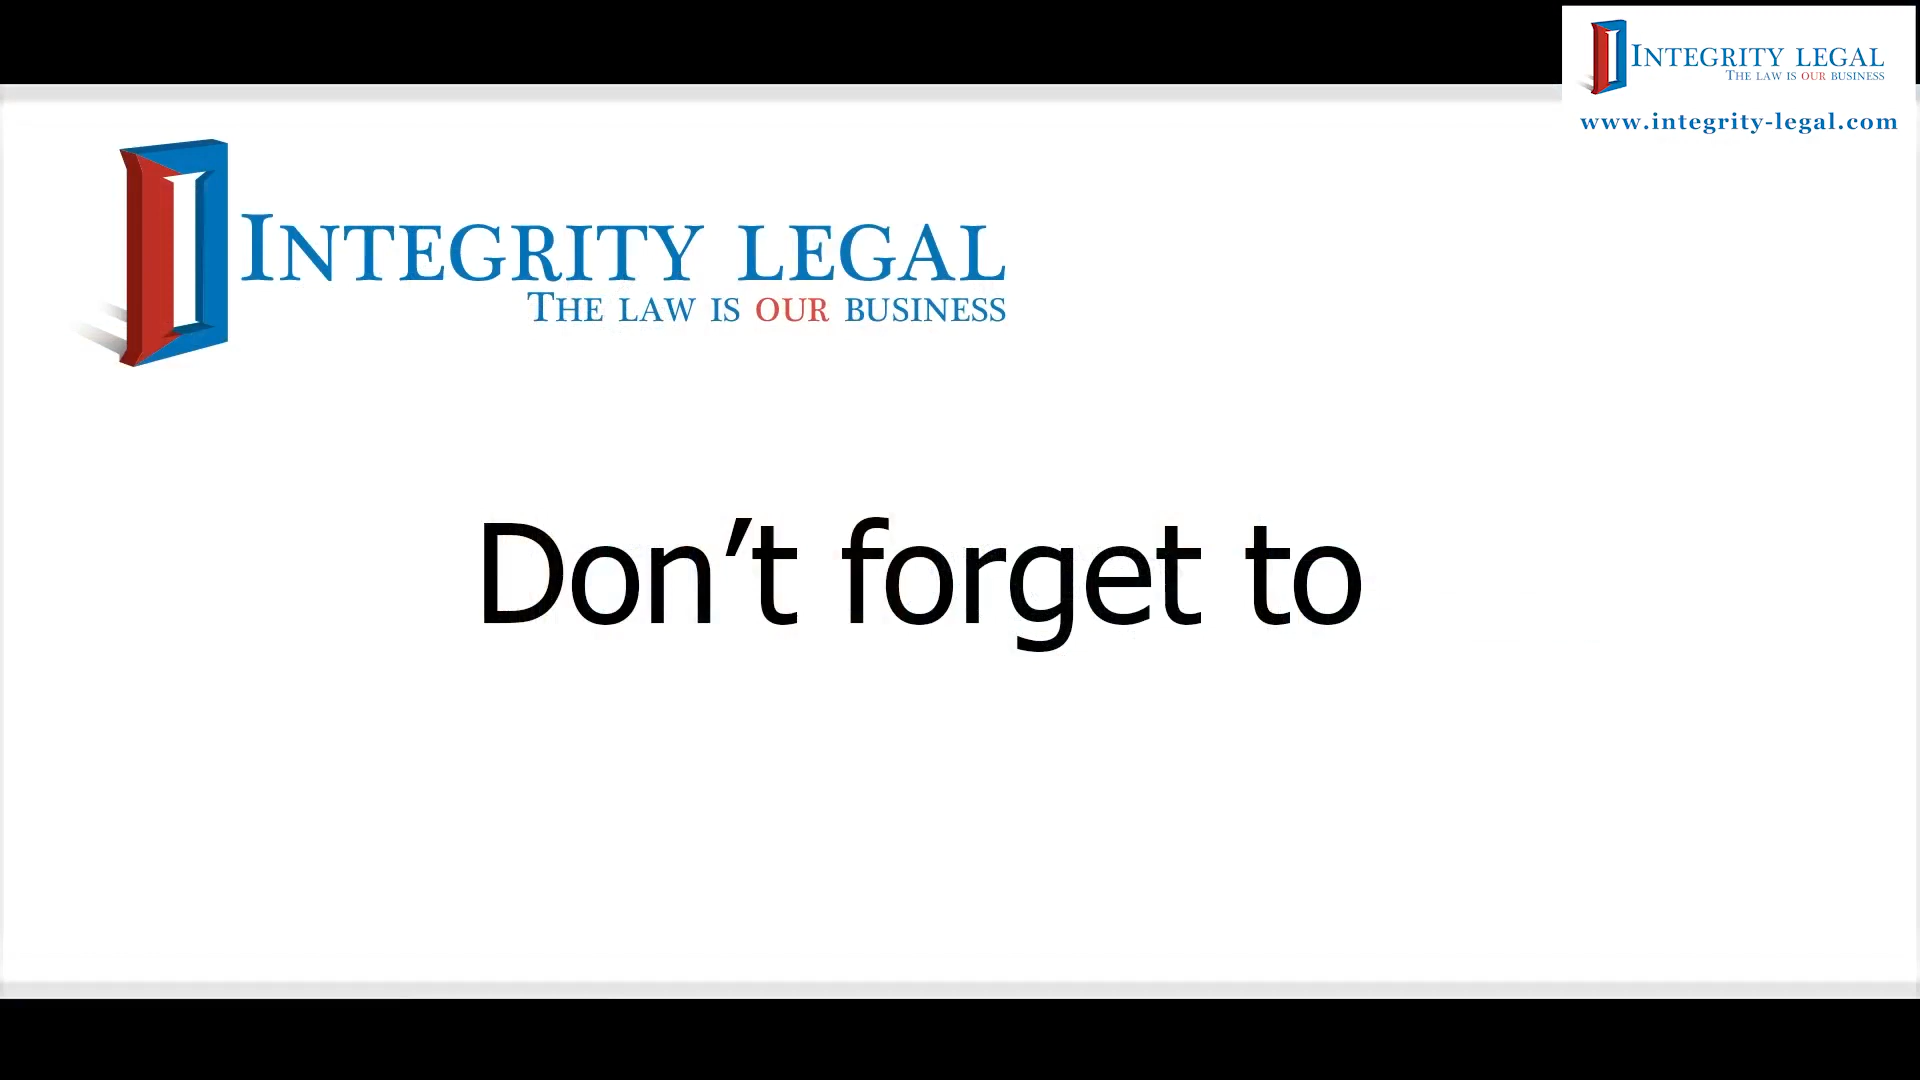 INTEGRITY LEGAL
THE LAW IS OUR BUSINESS
www.integrity-legal.com
INTEGRITY LEGAL
THE LAW IS OUR BUSINESS
Don’t forget to